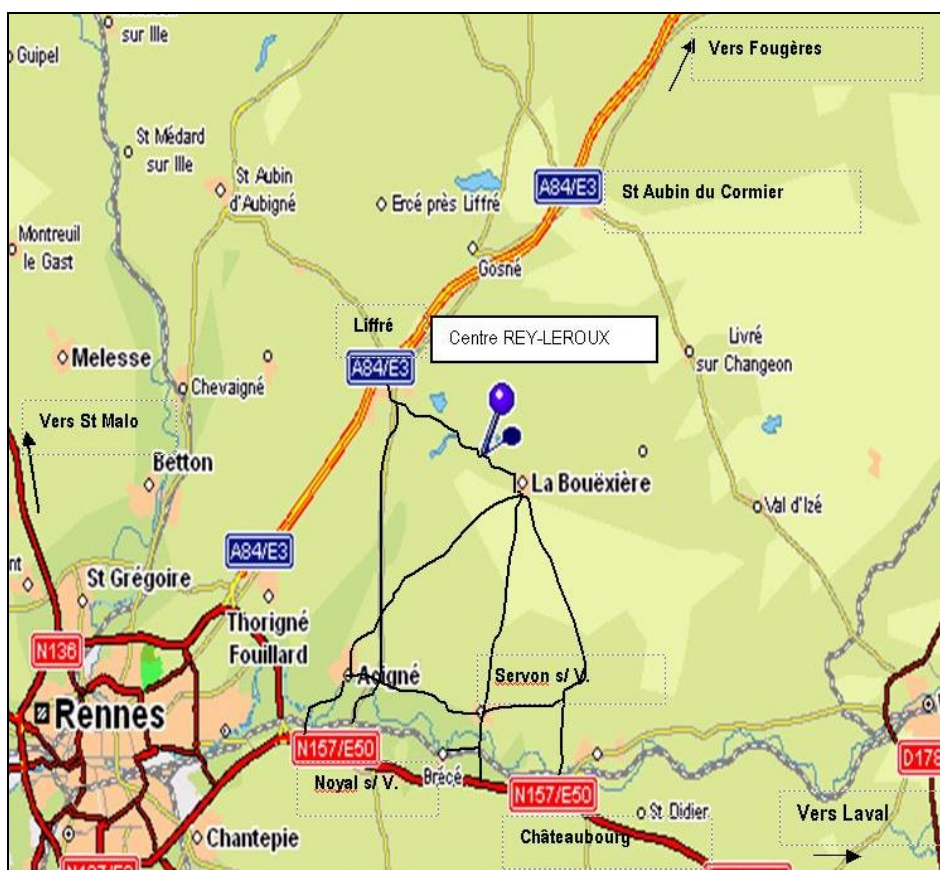 sur Ille
Guipel
Vers Fougères
St Médard
sur Ille
St Aubin
d'Aubigné
Ercé près Liffré
A84/E3
St Aubin du Cormier
Montreuil
le Gast
Gosné
Liffré
Centre REY-LEROUX
Livré
sur Changeon
Melesse
A84/E3
Chevaigné
Vers St Malo
Betton
La Bouëxière
Val d'Izé
A84/E3
St Grégoire
Thorigné
Fouillard
N136
Acigné
Servon s/ V.
Rennes
N157/E50
Brécé
D178
Noyal s/ V.
N157/E50
St Didier
Vers Laval
Chantepie
Châteaubourg